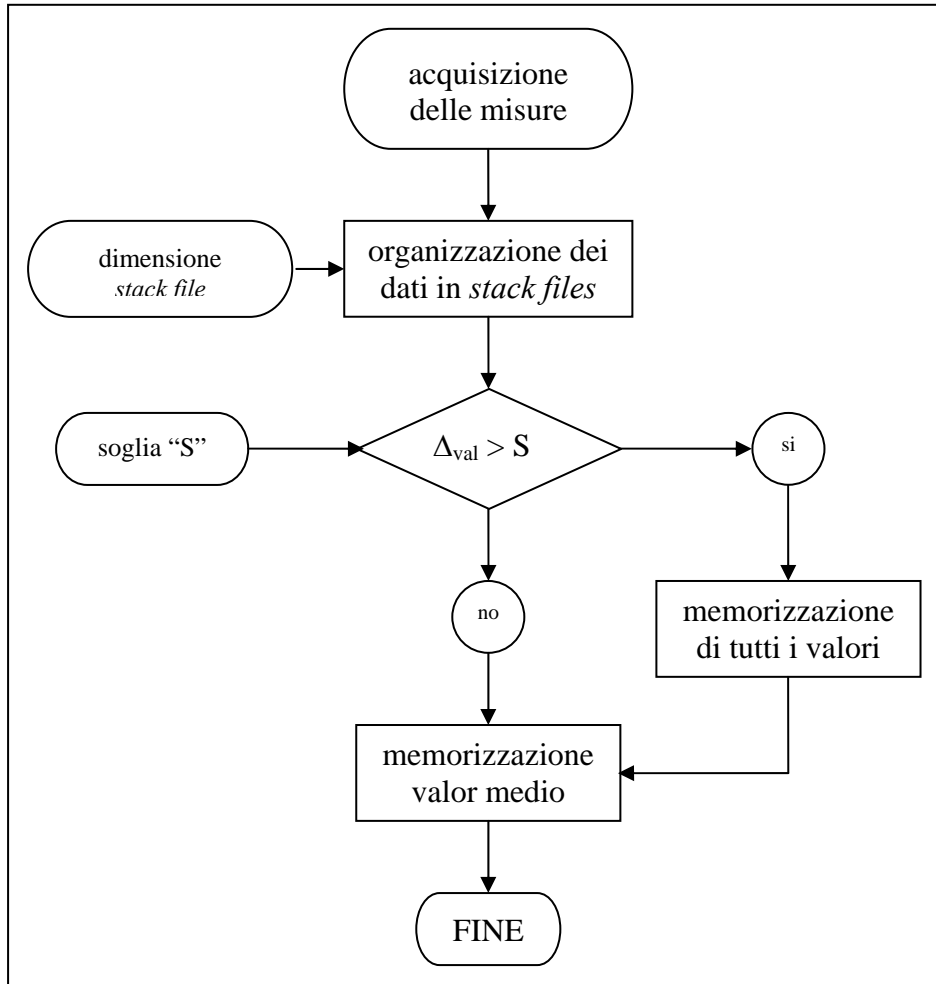 acquisizione
delle misure
dimensione
stack file
organizzazione dei
dati in stack files
soglia “S”
Δval > S
si
no
memorizzazione
di tutti i valori
memorizzazione
valor medio
FINE